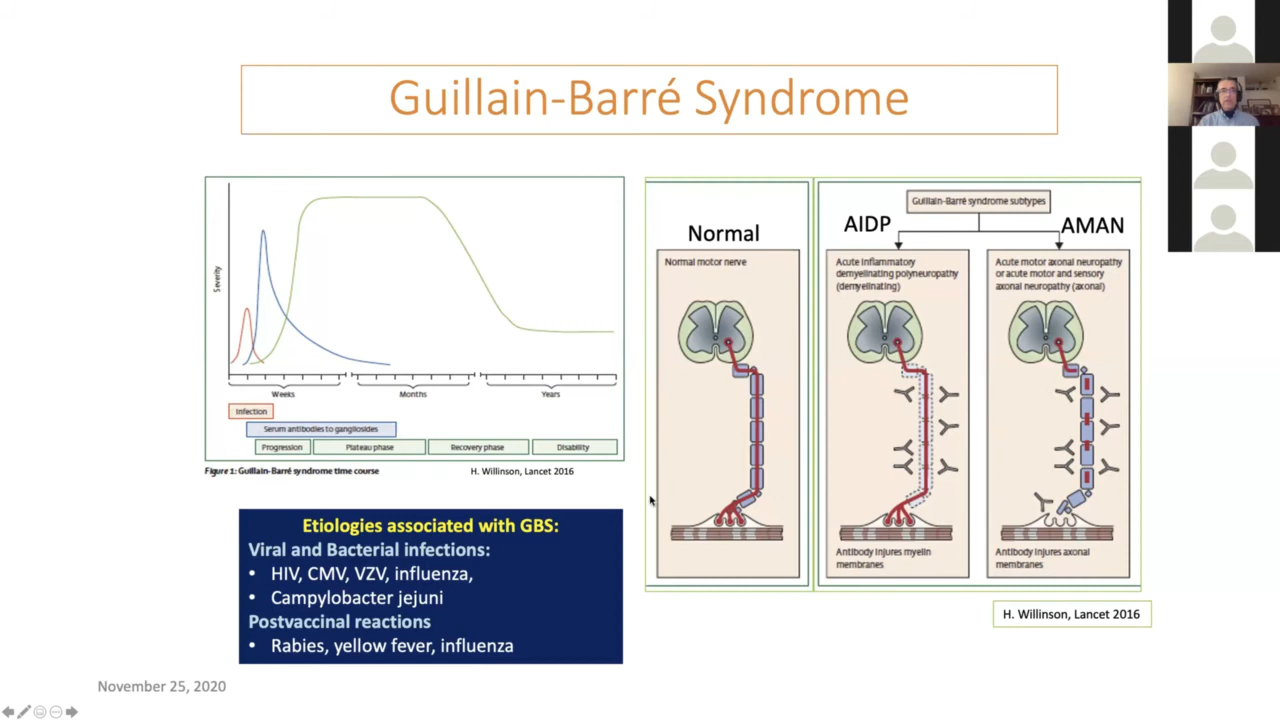 Guillain-Barré Syndrome
Severity
Weeks
Months
Years
Infection
Serum antibodies to gangliosides
Progression
Plateau phase
Recovery phase
Disability
Figure 1: Guillain-Barré syndrome time course
H. Willinson, Lancet 2016
Etiologies associated with GBS:
Viral and Bacterial infections:
• HIV, CMV, VZV, influenza,
• Campylobacter jejuni
Postvaccinal reactions
• Rabies, yellow fever, influenza
Normal
Normal motor nerve
Guillain-Barré syndrome subtypes
AIDP
AMAN
Acute inflammatory
demyelinating polyneuropathy
(demyelinating)
Antibody injures myelin
membranes
Acute motor axonal neuropathy
or acute motor and sensory
axonal neuropathy (axonal)
Antibody injures axonal
membranes
H. Willinson, Lancet 2016
November 25, 2020